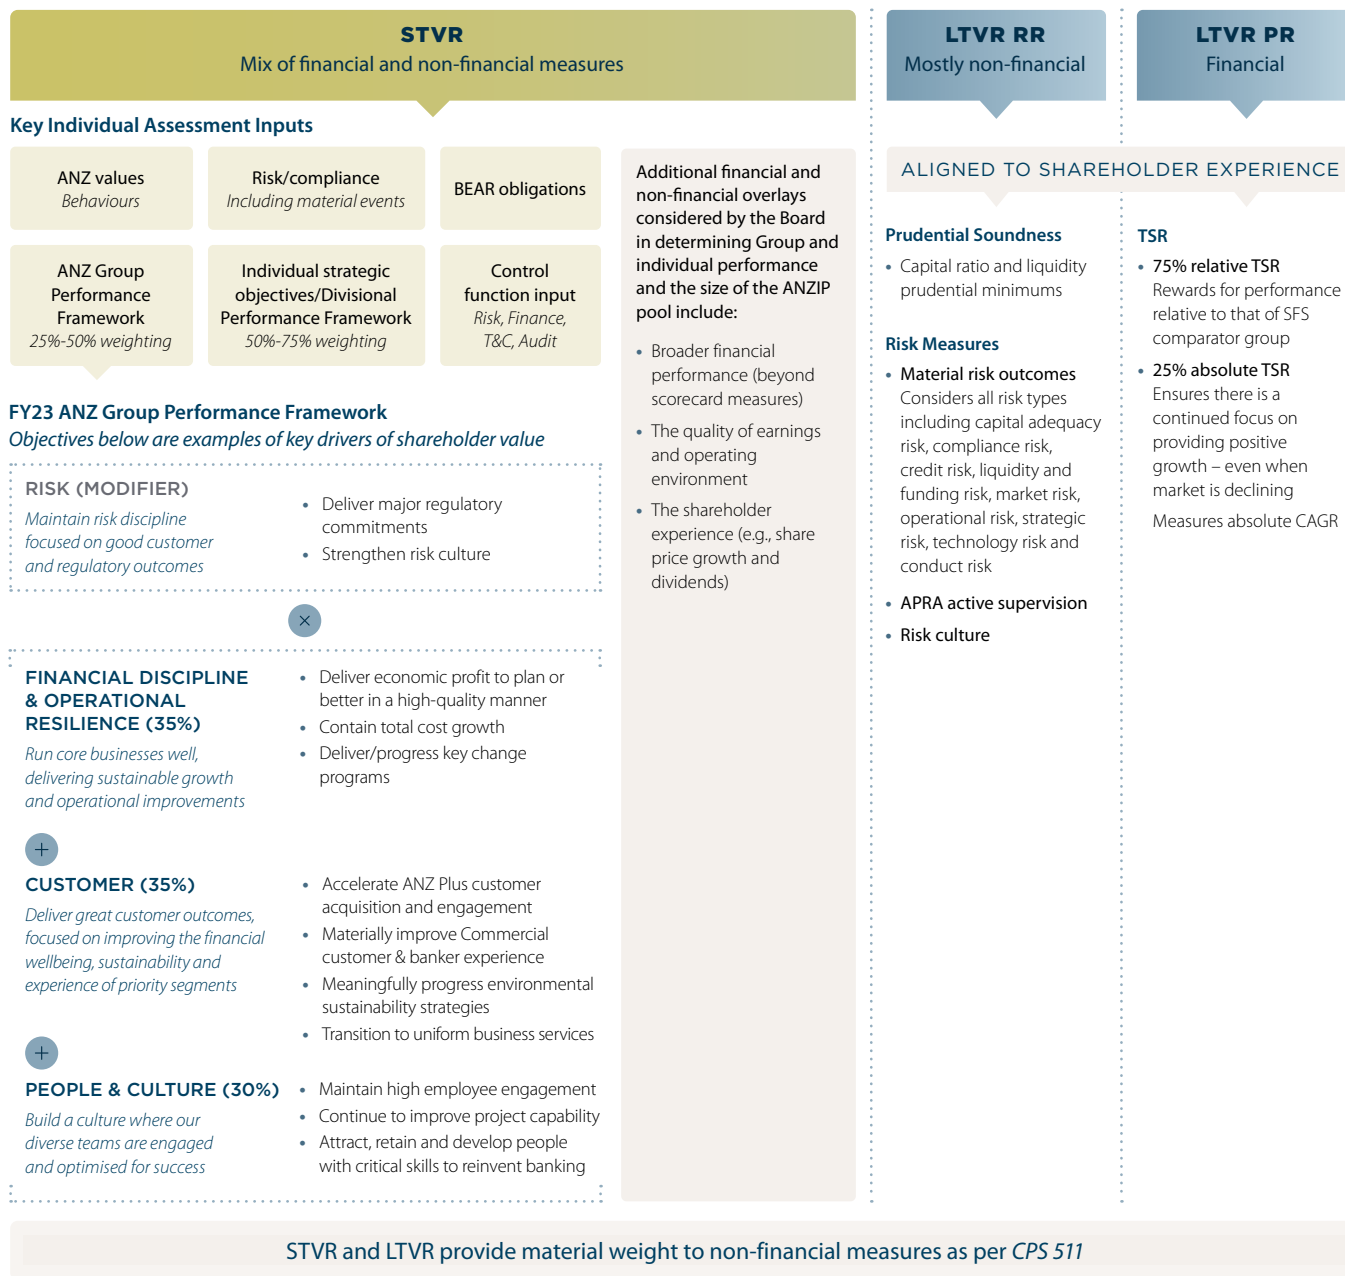 STVR
Mix of financial and non-financial measures
LTVR RR
Mostly non-financial
LTVR PR
Financial
Key Individual Assessment Inputs
ANZ values
Behaviours
Risk/compliance
Including material events
BEAR obligations
ANZ Group
Performance
Framework
25%-50% weighting
Individual strategic
objectives/Divisional
Performance Framework
50%-75% weighting
Control
function input
Risk, Finance,
T&C, Audit
FY23 ANZ Group Performance Framework
Objectives below are examples of key drivers of shareholder value
RISK (MODIFIER)
Maintain risk discipline
focused on good customer
and regulatory outcomes
• Deliver major regulatory
commitments
• Strengthen risk culture
×
FINANCIAL DISCIPLINE
& OPERATIONAL
RESILIENCE (35%)
Run core businesses well,
delivering sustainable growth
and operational improvements
• Deliver economic profit to plan or
better in a high-quality manner
• Contain total cost growth
• Deliver/progress key change
programs
+
CUSTOMER (35%)
Deliver great customer outcomes,
focused on improving the financial
wellbeing, sustainability and
experience of priority segments
• Accelerate ANZ Plus customer
acquisition and engagement
• Materially improve Commercial
customer & banker experience
• Meaningfully progress environmental
sustainability strategies
• Transition to uniform business services
+
PEOPLE & CULTURE (30%)
Build a culture where our
diverse teams are engaged
and optimised for success
• Maintain high employee engagement
• Continue to improve project capability
• Attract, retain and develop people
with critical skills to reinvent banking
Additional financial and
non-financial overlays
considered by the Board
in determining Group and
individual performance
and the size of the ANZIP
pool include:
• Broader financial
performance (beyond
scorecard measures)
• The quality of earnings
and operating
environment
• The shareholder
experience (e.g., share
price growth and
dividends)
ALIGNED TO SHAREHOLDER EXPERIENCE
Prudential Soundness
• Capital ratio and liquidity
prudential minimums
Risk Measures
• Material risk outcomes
Considers all risk types
including capital adequacy
risk, compliance risk,
credit risk, liquidity and
funding risk, market risk,
operational risk, strategic
risk, technology risk and
conduct risk
• APRA active supervision
• Risk culture
TSR
• 75% relative TSR
Rewards for performance
relative to that of SFS
comparator group
• 25% absolute TSR
Ensures there is a
continued focus on
providing positive
growth – even when
market is declining
Measures absolute CAGR
STVR and LTVR provide material weight to non-financial measures as per CPS 511